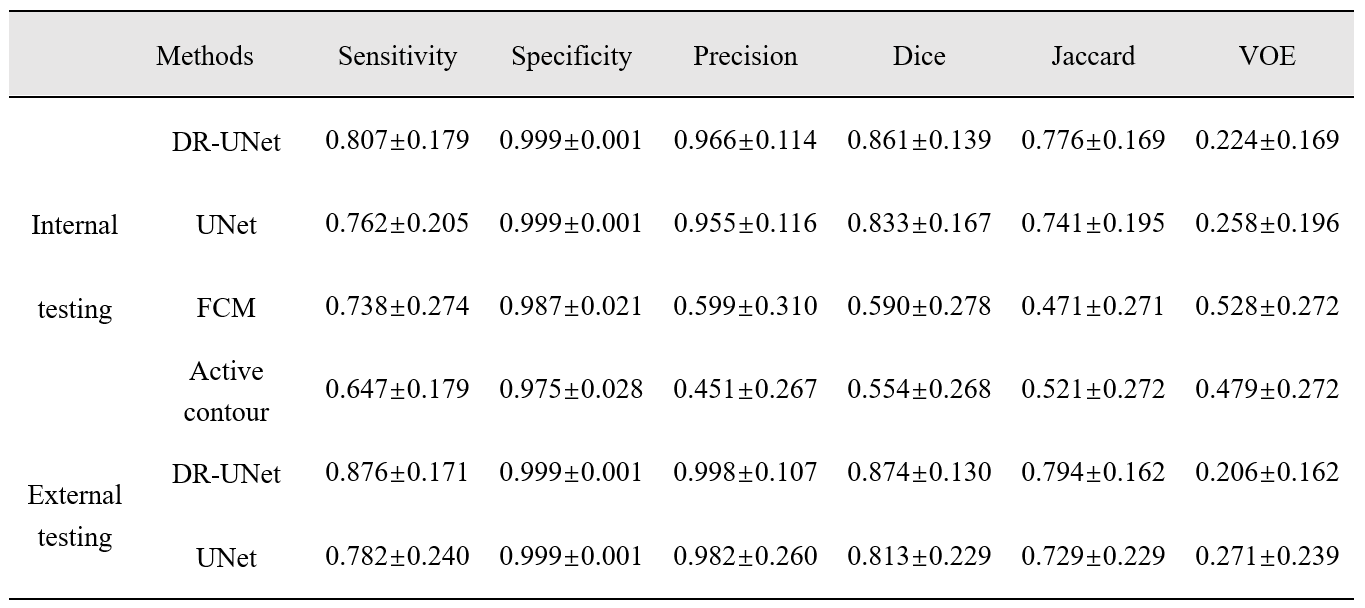 Methods Sensitivity Specificity Precision Dice Jaccard VOE
DR-UNet 0.807±0.179 0.999±0.001 0.966±0.114 0.861±0.139 0.776±0.169 0.224±0.169
Internal UNet 0.762±0.205 0.999±0.001 0.955±0.116 0.833±0.167 0.741±0.195 0.258±0.196
testing FCM 0.738±0.274 0.987±0.021 0.599±0.310 0.590±0.278 0.471±0.271 0.528±0.272
Active
contour 0.647±0.179 0.975±0.028 0.451±0.267 0.554±0.268 0.521±0.272 0.479±0.272
DR-UNet 0.876±0.171 0.999±0.001 0.998±0.107 0.874±0.130 0.794±0.162 0.206±0.162
External
testing
UNet 0.782±0.240 0.999±0.001 0.982±0.260 0.813±0.229 0.729±0.229 0.271±0.239